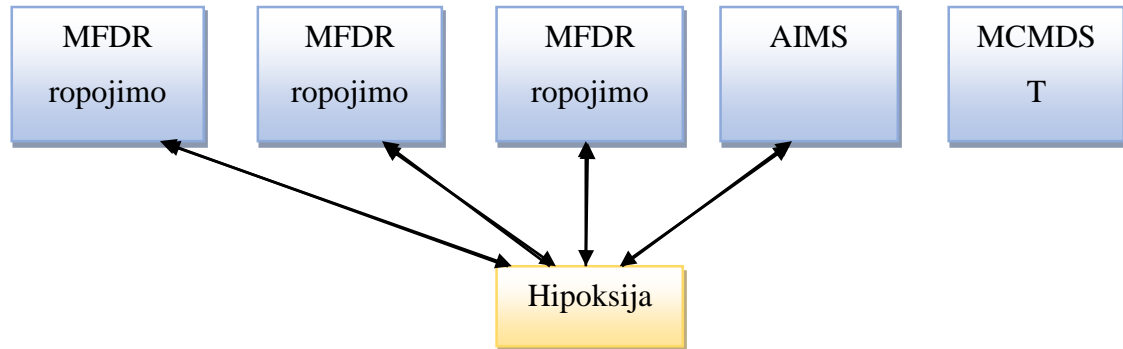 MFDR
ropojimo
MFDR
ropojimo
MFDR
ropojimo
AIMS
MCMDS
T
Hipoksija